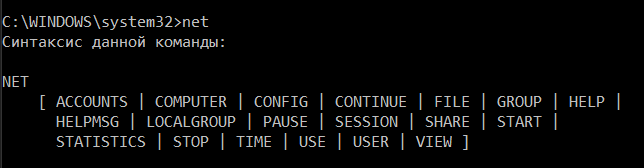 C:\WINDOWS\system32>net
Синтаксис данной команды:
NET
[ ACCOUNTS | COMPUTER | CONFIG | CONTINUE | FILE | GROUP | HELP |
HELPMSG | LOCALGROUP | PAUSE | SESSION | SHARE | START |
STATISTICS | STOP | TIME | USE | USER | VIEW ]